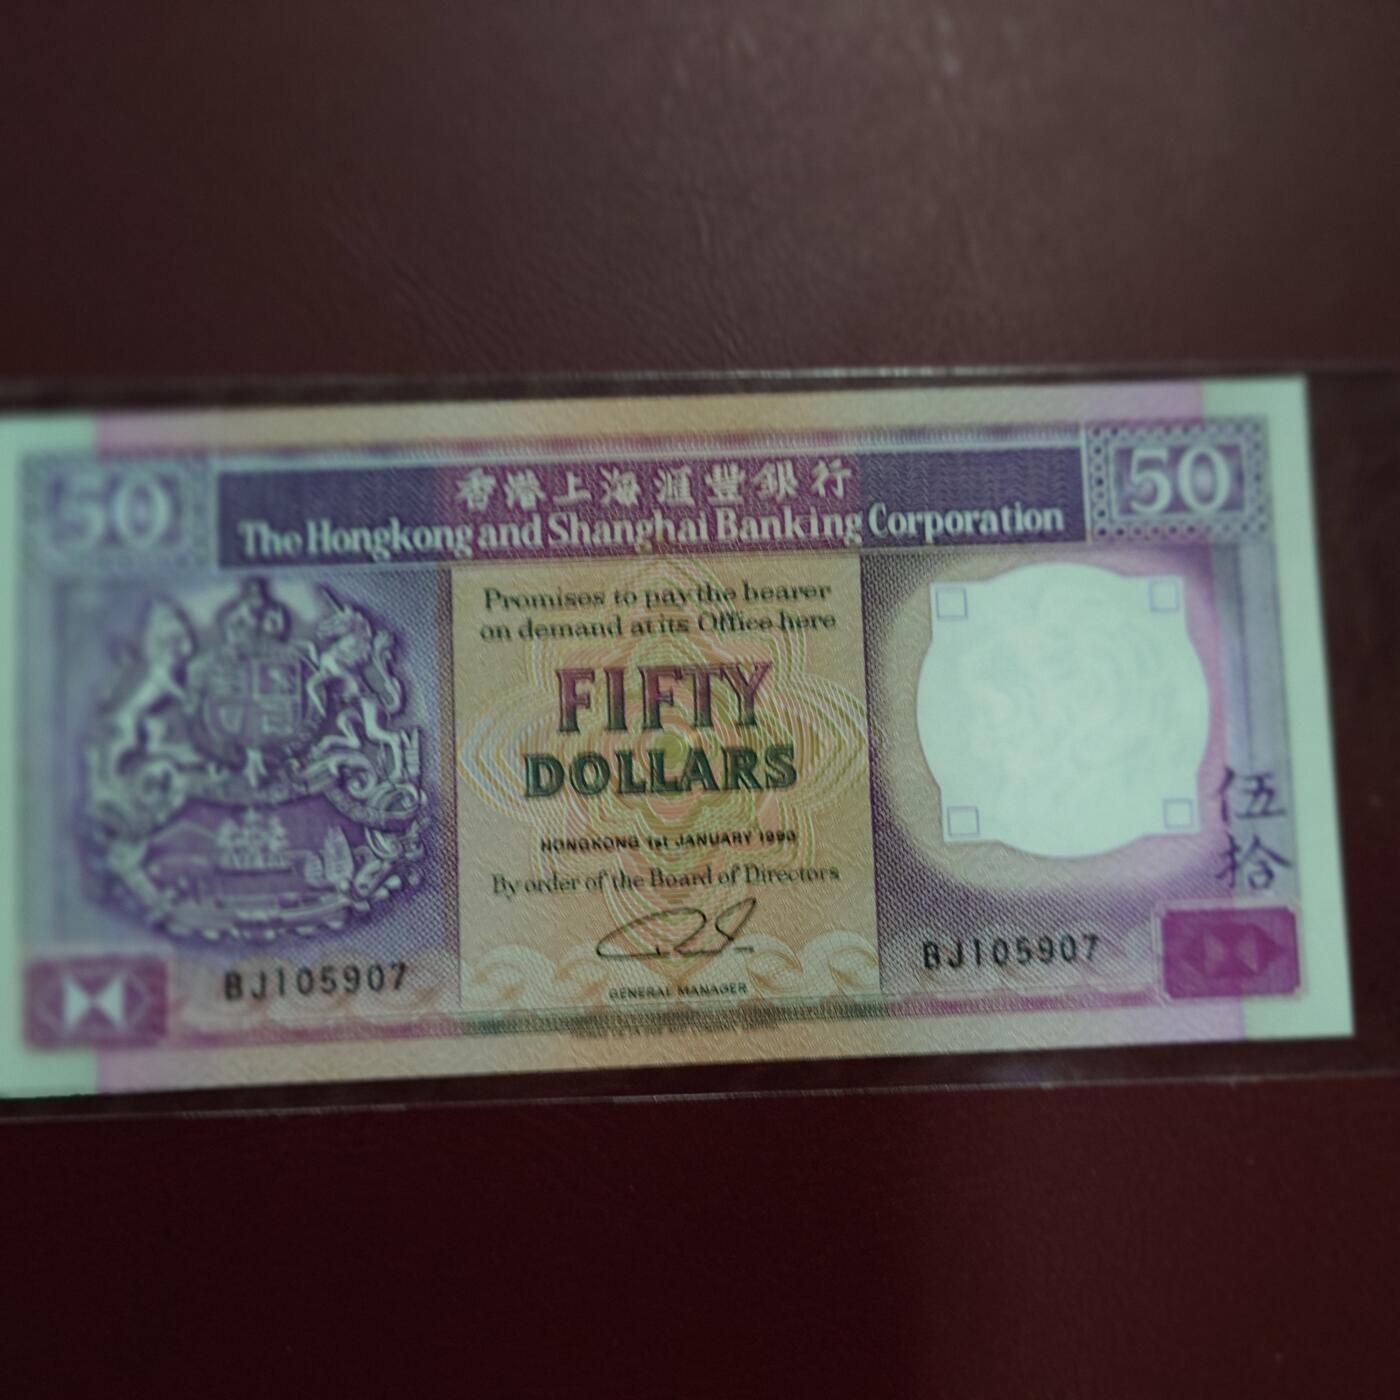 50
50
香港上海滙豐銀行
The Hongkong and Shanghai Banking Corporation
Promises to pay the bearer
on demand at its Office here
FIFTY
DOLLARS
HONGKONG 1st JANUARY 1990
By order of the Board of Directors
GENERAL MANAGER
BJ105907
BJ105907
伍
拾